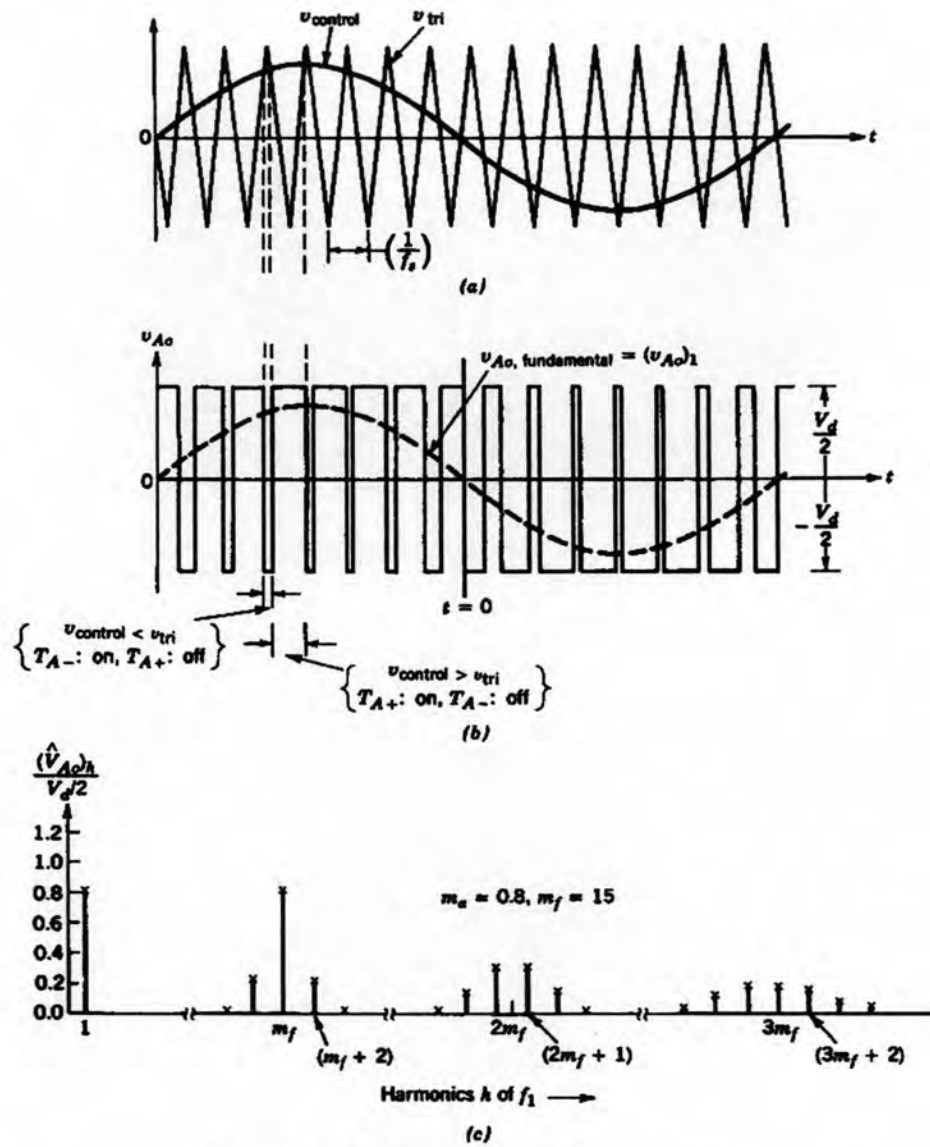 v_control
v_tri
0
t
(1/f_s)
(a)
v_Ao
v_Ao, fundamental = (v_Ao)_1
0
t
V_d/2
-V_d/2
t = 0
{ v_control < v_tri
T_A-: on, T_A+: off }
{ v_control > v_tri
T_A+: on, T_A-: off }
(b)
(V̂_Ao)_h
V_d/2
1.2
1.0
0.8
0.6
0.4
0.2
0.0
m_a = 0.8, m_f = 15
1
m_f
2m_f
3m_f
(m_f + 2)
(2m_f + 1)
(3m_f + 2)
Harmonics h of f_1 ⟶
(c)